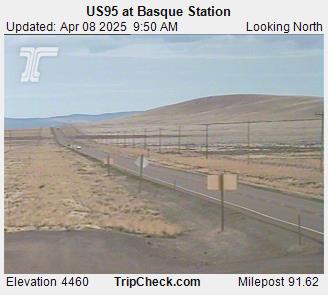 US95 at Basque Station
Updated: Apr 08 2025 9:50 AM Looking North
Elevation 4460 TripCheck.com Milepost 91.62